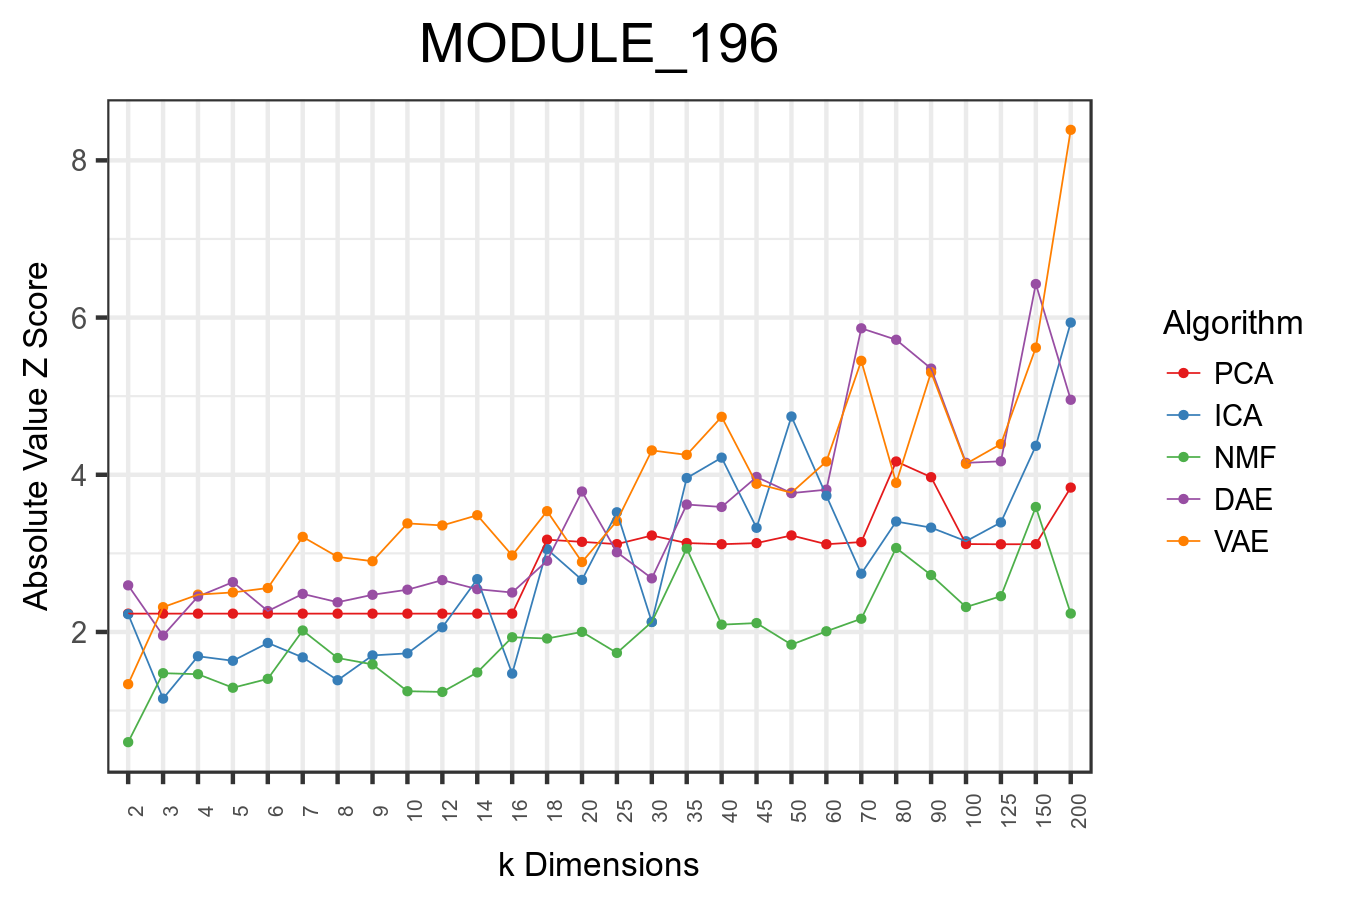 MODULE_196
Absolute Value Z Score
8
6
4
2
2 3 4 5 6 7 8 9 10 12 14 16 18 20 25 30 35 40 45 50 60 70 80 90 100 125 150 200
k Dimensions
Algorithm
PCA
ICA
NMF
DAE
VAE